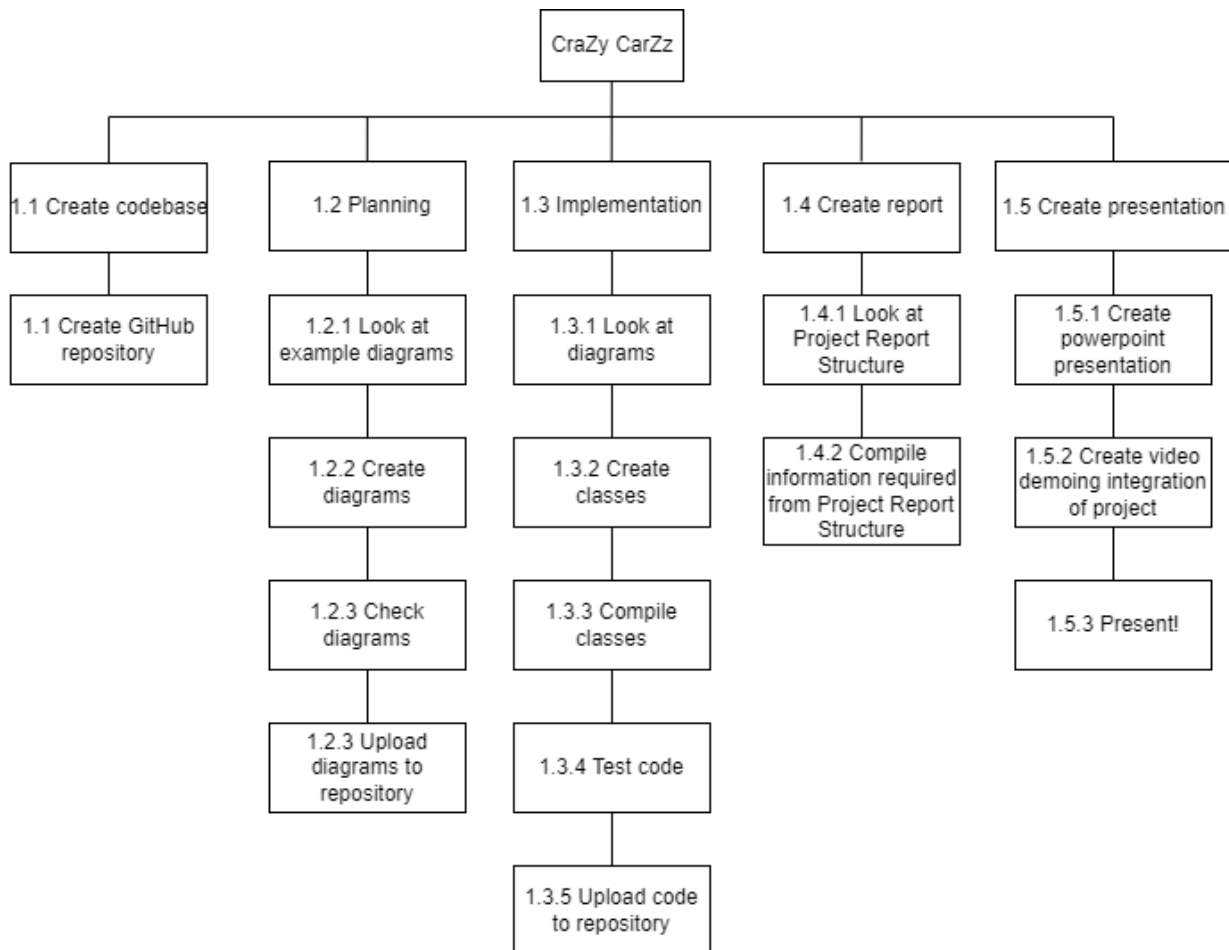 CraZy CarZz
1.1 Create codebase
1.2 Planning
1.3 Implementation
1.4 Create report
1.5 Create presentation
1.1 Create GitHub
repository
1.2.1 Look at
example diagrams
1.3.1 Look at
diagrams
1.4.1 Look at
Project Report
Structure
1.5.1 Create
powerpoint
presentation
1.2.2 Create
diagrams
1.3.2 Create
classes
1.4.2 Compile
information required
from Project Report
Structure
1.5.2 Create video
demoing integration
of project
1.2.3 Check
diagrams
1.3.3 Compile
classes
1.5.3 Present!
1.2.3 Upload
diagrams to
repository
1.3.4 Test code
1.3.5 Upload code
to repository